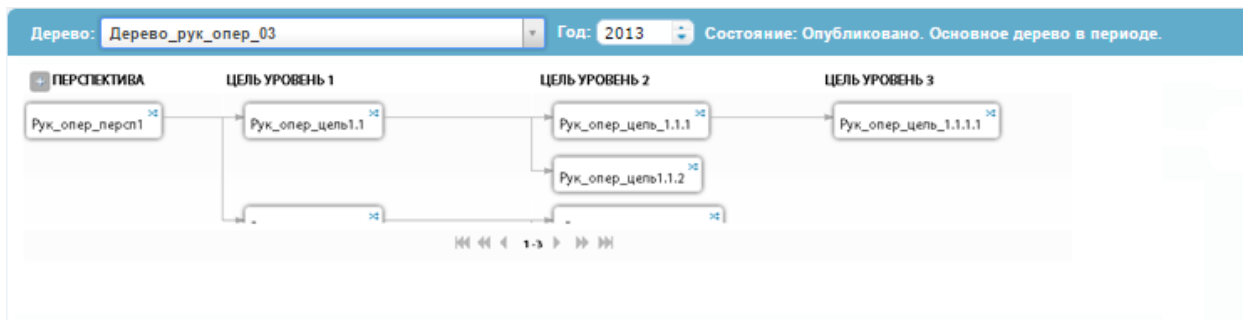 Дерево: Дерево_рук_опер_03 Год: 2013 Состояние: Опубликовано. Основное дерево в периоде.
ПЕРСПЕКТИВА ЦЕЛЬ УРОВЕНЬ 1 ЦЕЛЬ УРОВЕНЬ 2 ЦЕЛЬ УРОВЕНЬ 3
Рук_опер_персп1 Рук_опер_цель1.1 Рук_опер_цель_1.1.1 Рук_опер_цель_1.1.1.1
Рук_опер_цель1.1.2
1-3